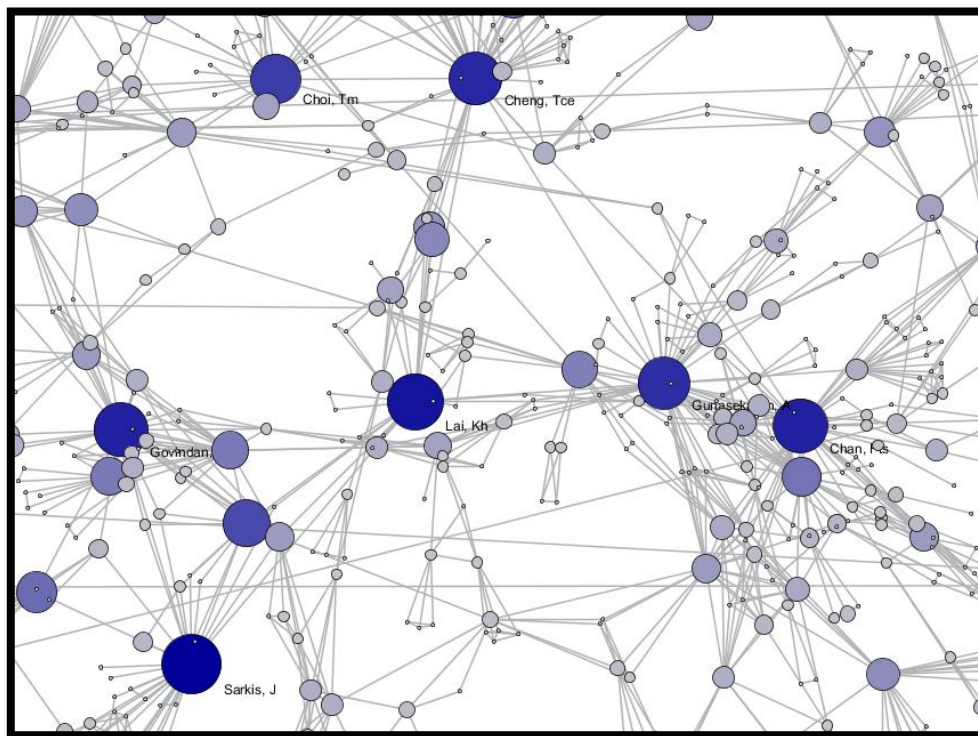 Choi, Tm
Cheng, Tce
Lai, Kh
Govindan,
Chan,
Sarkis, J